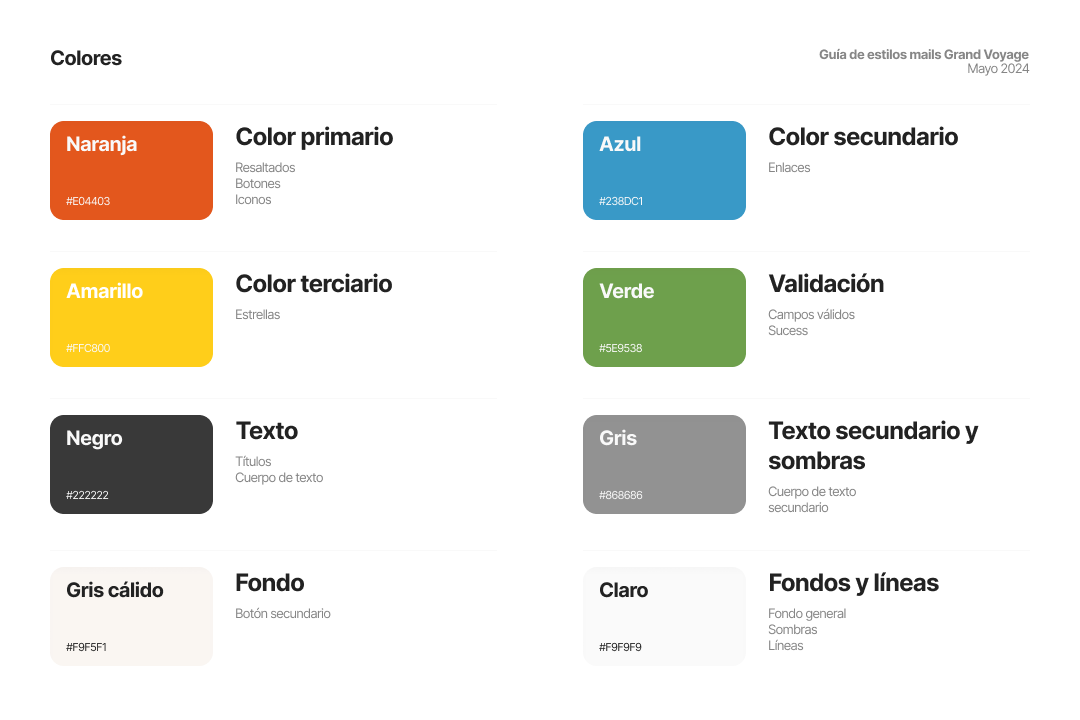 Colores
Guía de estilos mails Grand Voyage
Mayo 2024
Naranja
#E04403
Color primario
Resaltados
Botones
Iconos
Azul
#238DC1
Color secundario
Enlaces
Amarillo
#FFC800
Color terciario
Estrellas
Verde
#5E9538
Validación
Campos válidos
Sucess
Negro
#222222
Texto
Títulos
Cuerpo de texto
Gris
#868686
Texto secundario y
sombras
Cuerpo de texto
secundario
Gris cálido
#F9F5F1
Fondo
Botón secundario
Claro
#F9F9F9
Fondos y líneas
Fondo general
Sombras
Líneas